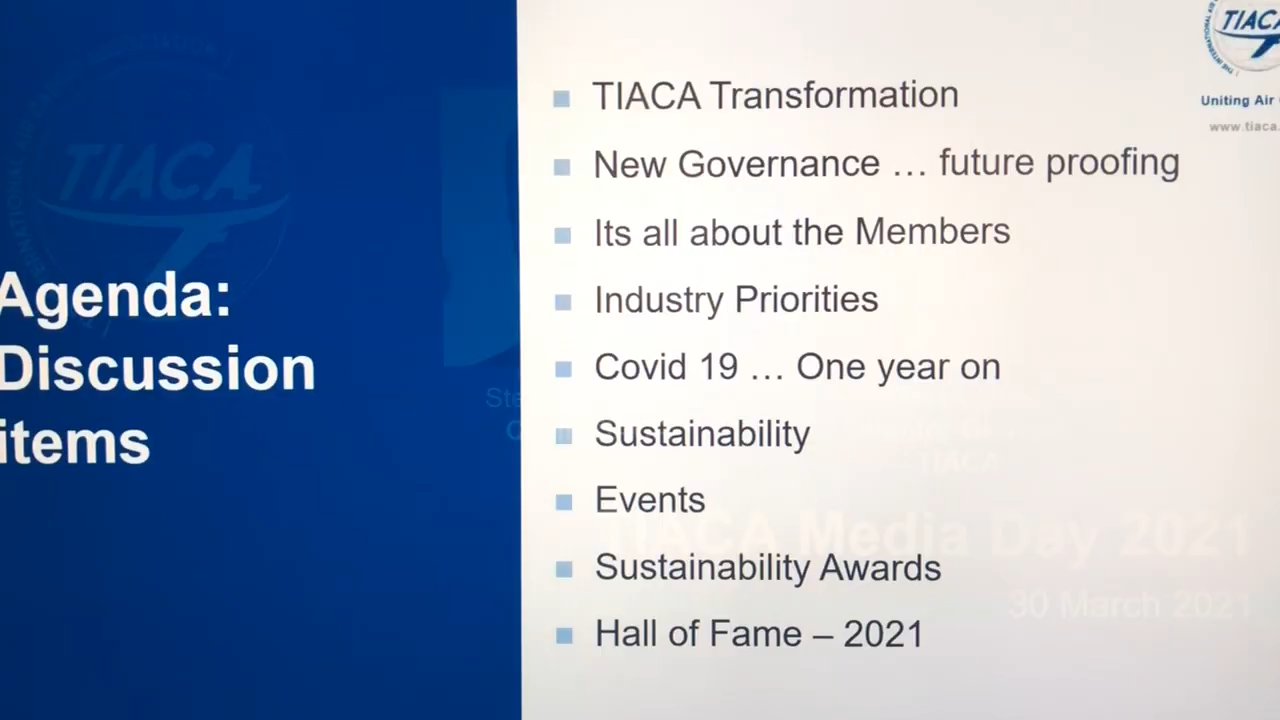 TIACA
Agenda:
Discussion
items
TIACA
Uniting Air
www.tiaca.
TIACA Transformation
New Governance … future proofing
Its all about the Members
Industry Priorities
Covid 19 … One year on
Sustainability
Events
Sustainability Awards
Hall of Fame – 2021
TIACA
TIACA Media Day 2021
30 March 2021